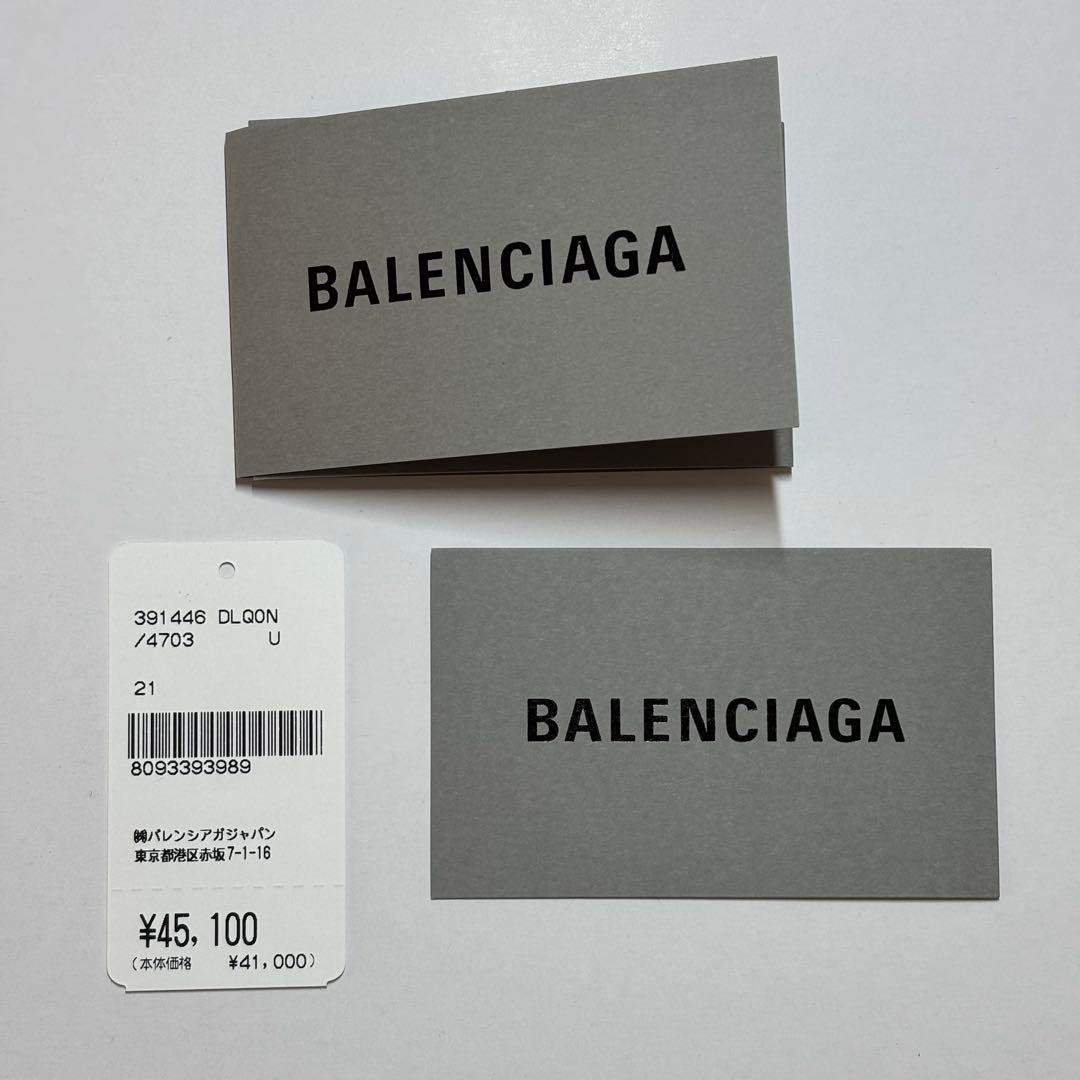 BALENCIAGA
391446 DLQ0N
/4703 U
21
8093393989
㈱バレンシアガジャパン
東京都港区赤坂7-1-16
¥45,100
(本体価格 ¥41,000)
BALENCIAGA